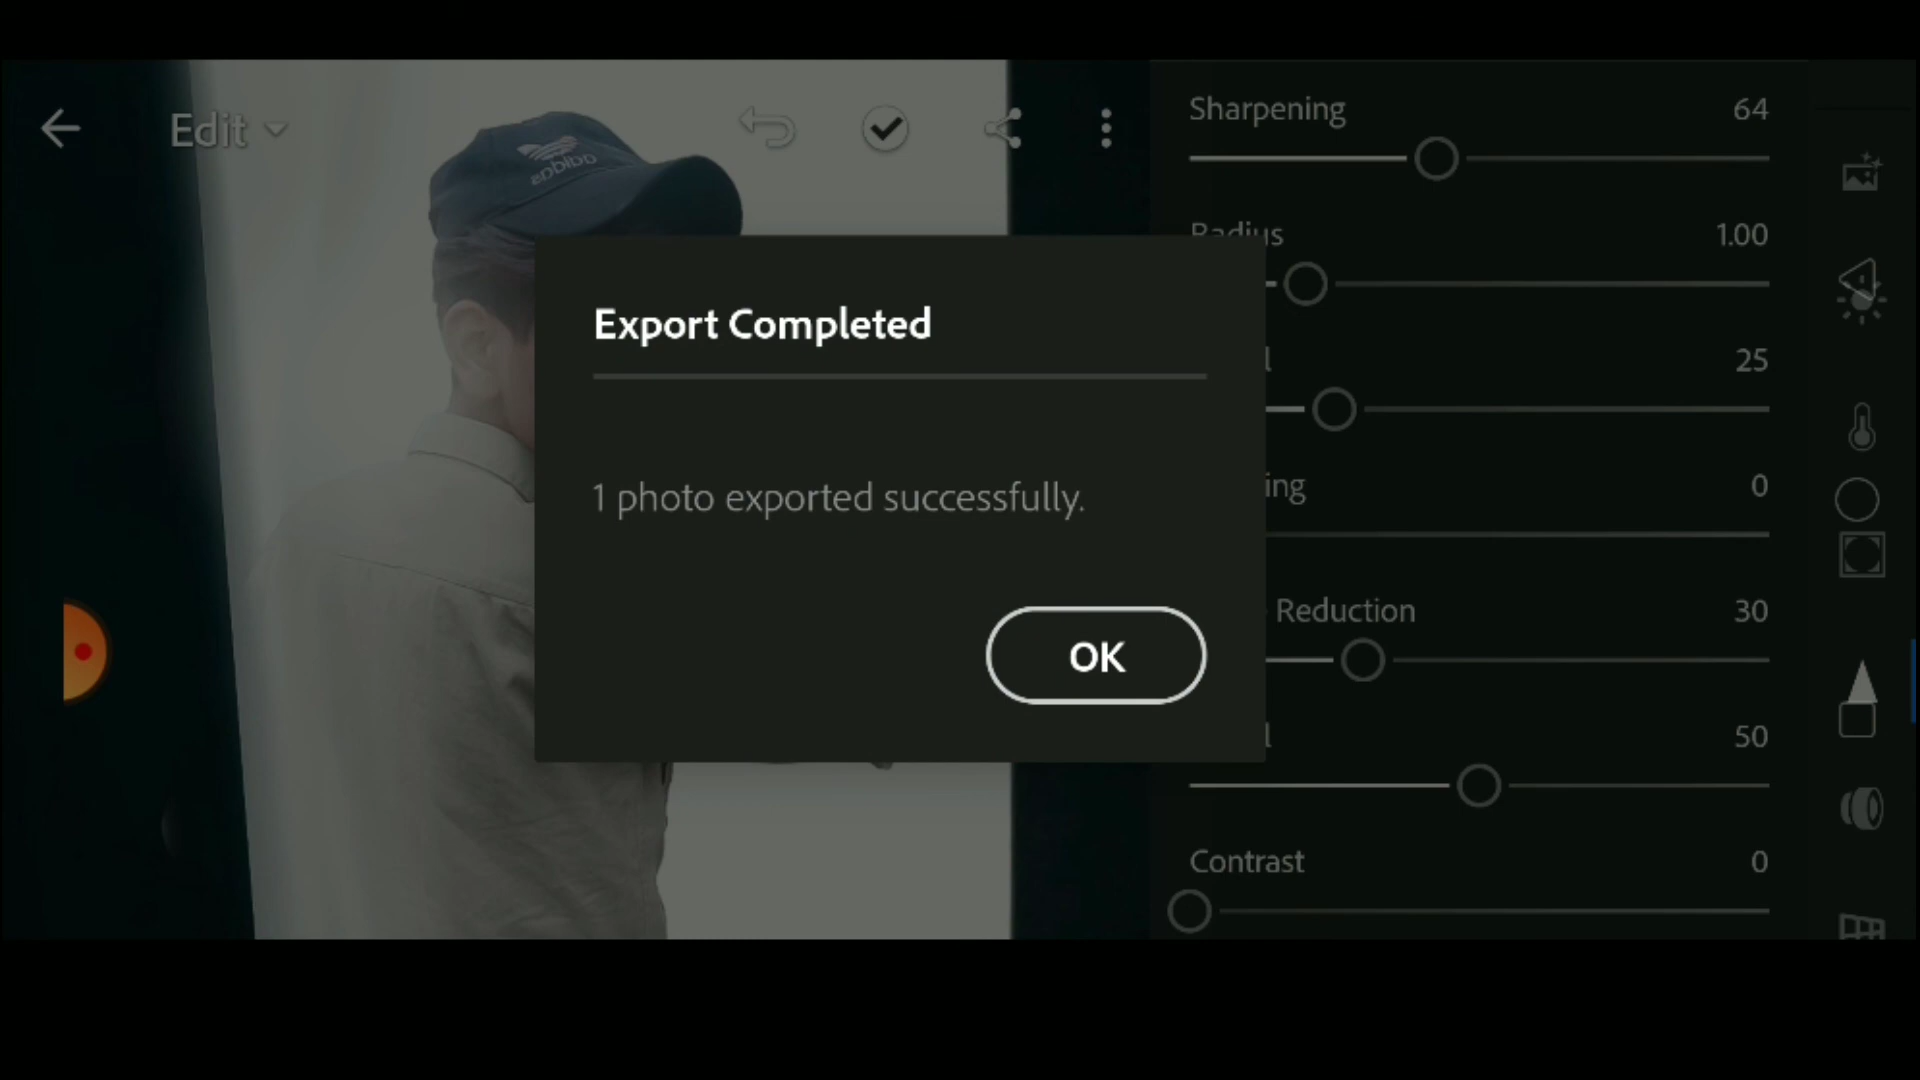 Edit
adidas
Sharpening 64
Radius 1.00
25
0
Reduction 30
50
Contrast 0
Export Completed
1 photo exported successfully.
OK